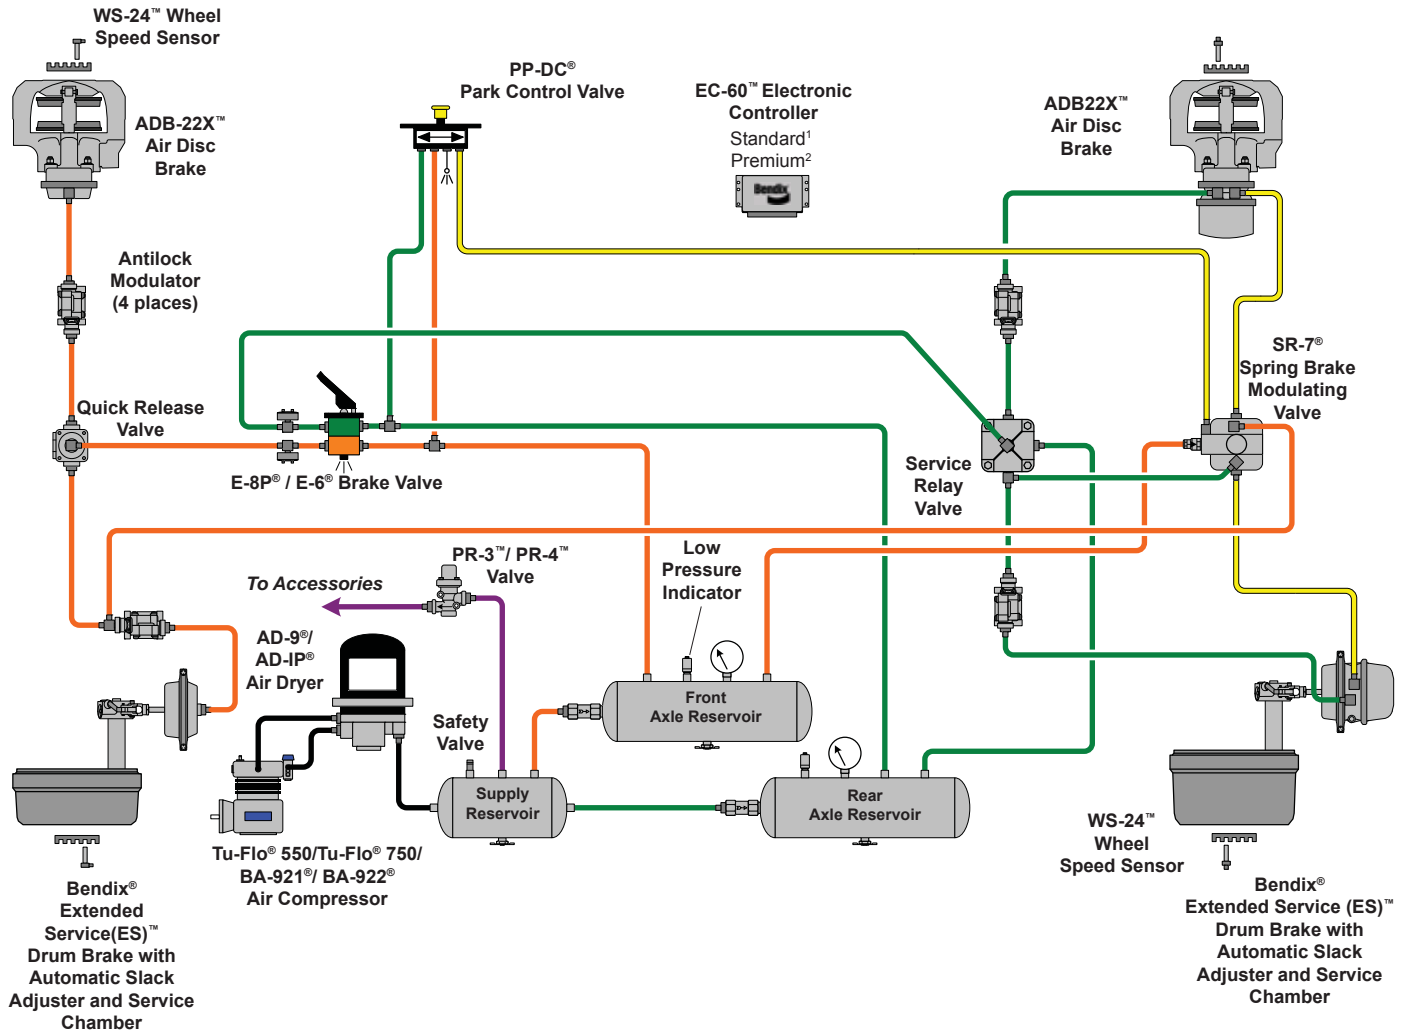 WS-24™ Wheel
Speed Sensor
ADB-22X™
Air Disc
Brake
PP-DC®
Park Control Valve
EC-60™ Electronic
Controller
Standard1
Premium2
Bendix
ADB22X™
Air Disc
Brake
Antilock
Modulator
(4 places)
SR-7®
Spring Brake
Modulating
Valve
Quick Release
Valve
E-8P® / E-6® Brake Valve
Service
Relay
Valve
PR-3™/ PR-4™
Valve
Low
Pressure
Indicator
To Accessories
AD-9®/
AD-IP®
Air Dryer
Front
Axle Reservoir
Safety
Valve
Supply
Reservoir
Rear
Axle Reservoir
WS-24™
Wheel
Speed Sensor
Tu-Flo® 550/Tu-Flo® 750/
BA-921®/ BA-922®
Air Compressor
Bendix®
Extended
Service(ES)™
Drum Brake with
Automatic Slack
Adjuster and Service
Chamber
Bendix®
Extended Service (ES)™
Drum Brake with
Automatic Slack
Adjuster and Service
Chamber